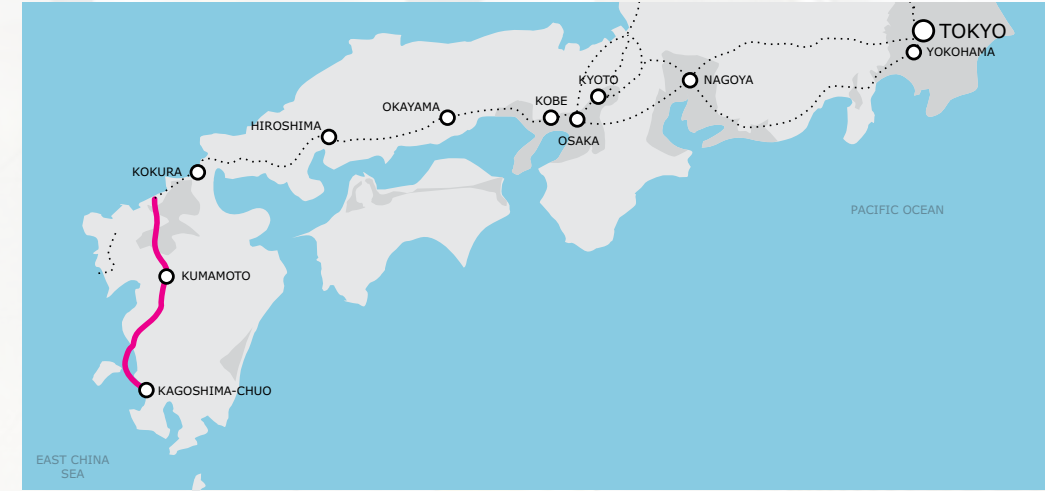 TOKYO
YOKOHAMA
KYOTO
NAGOYA
OKAYAMA
KOBE
HIROSHIMA
OSAKA
KOKURA
PACIFIC OCEAN
KUMAMOTO
KAGOSHIMA-CHUO
EAST CHINA
SEA